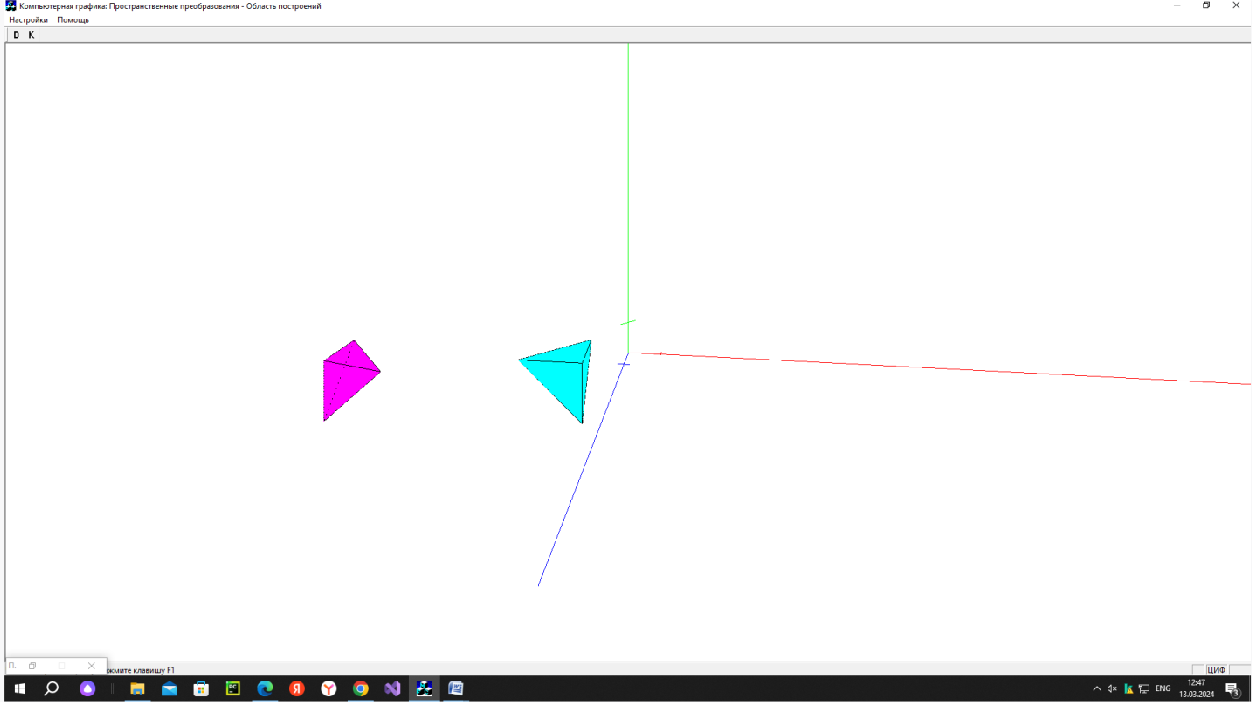 Компьютерная графика: Пространственные преобразования - Область построений
Настройки Помощь
D K
П.
жмите клавишу F1
ЦИФ
ENG
12:47
13.03.2024